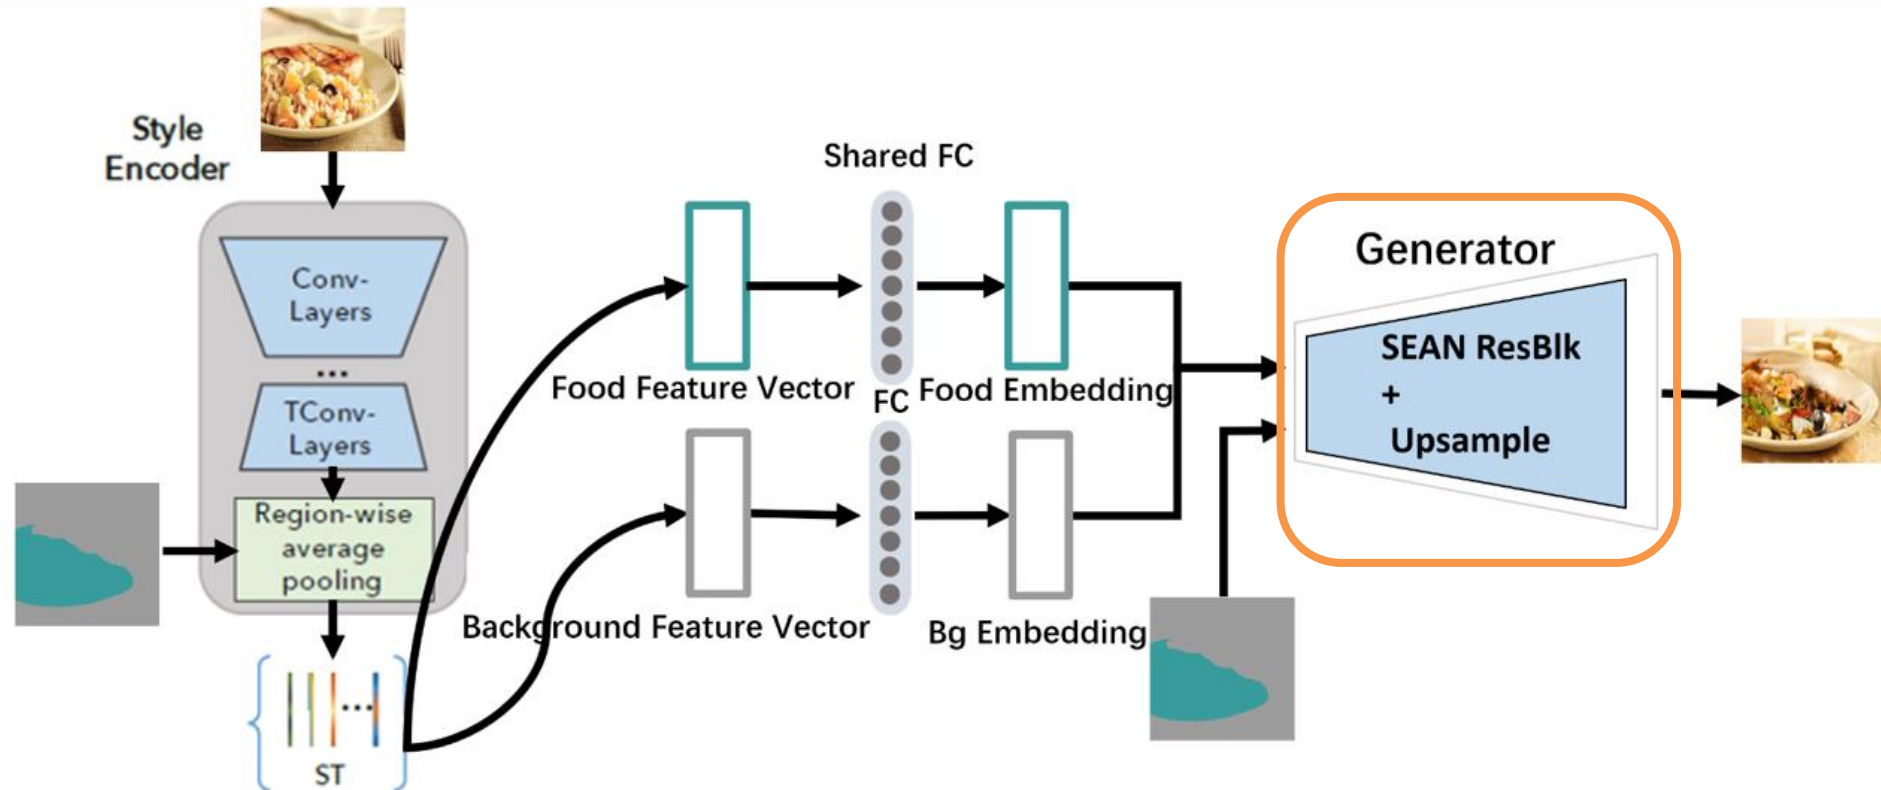 Style
Encoder
Conv-
Layers
...
TConv-
Layers
Region-wise
average
pooling
...
ST
Shared FC
Food Feature Vector
FC
Food Embedding
Background Feature Vector
Bg Embedding
Generator
SEAN ResBlk
+
Upsample